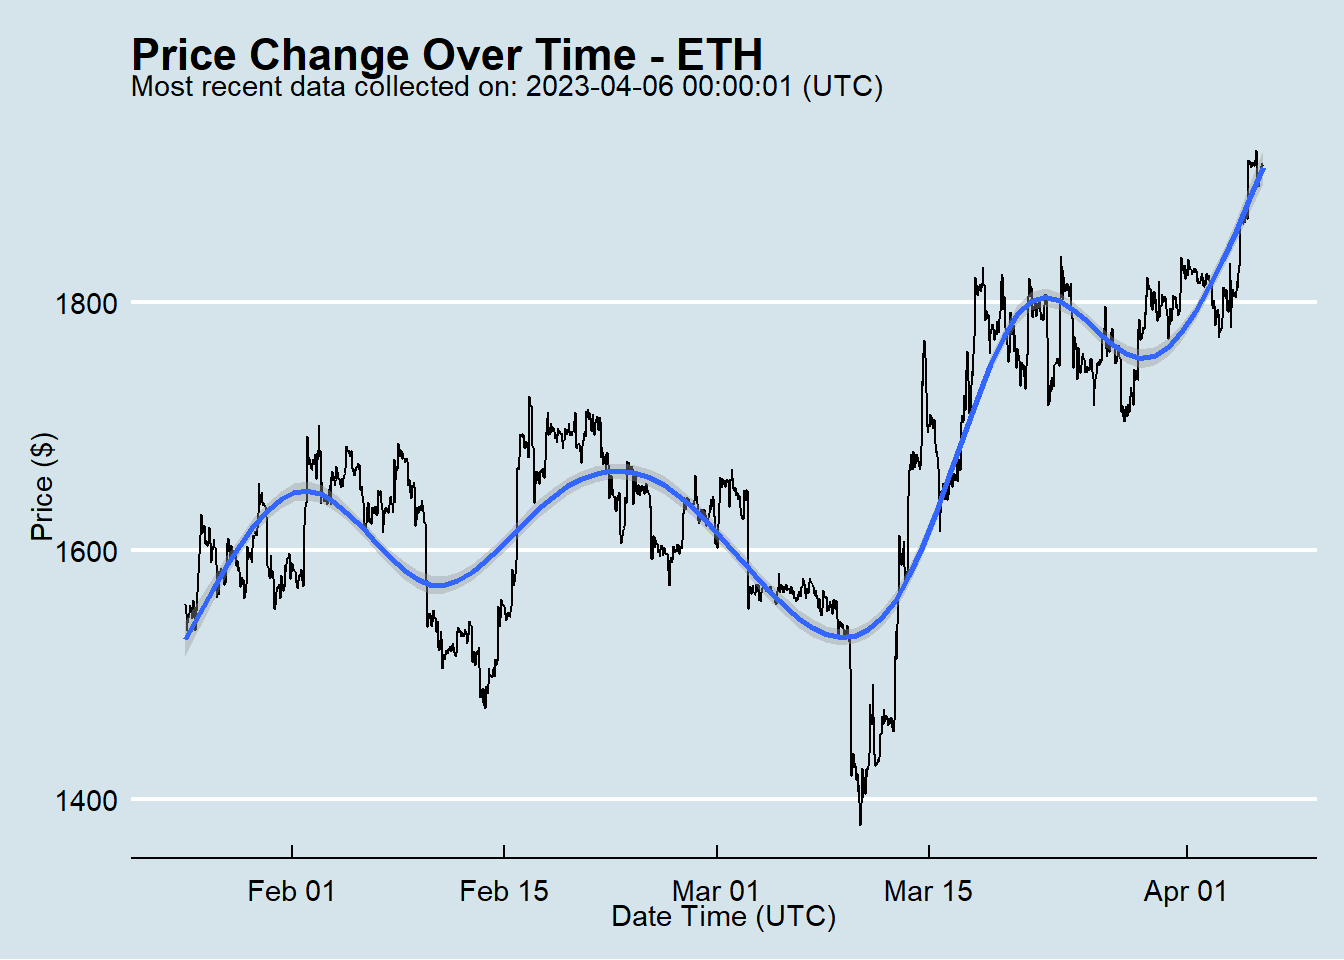 Price Change Over Time - ETH
Most recent data collected on: 2023-04-06 00:00:01 (UTC)
Price ($)
1800
1600
1400
Feb 01
Feb 15
Mar 01
Mar 15
Apr 01
Date Time (UTC)